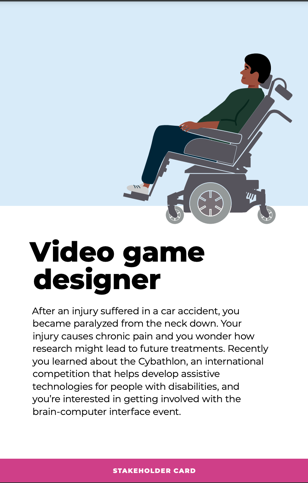 Video game
designer
After an injury suffered in a car accident, you
became paralyzed from the neck down. Your
injury causes chronic pain and you wonder how
research might lead to future treatments. Recently
you learned about the Cybathlon, an international
competition that helps develop assistive
technologies for people with disabilities, and
you’re interested in getting involved with the
brain-computer interface event.
STAKEHOLDER CARD